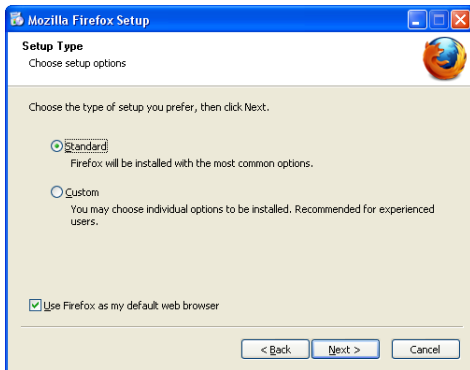 Mozilla Firefox Setup
Setup Type
Choose setup options
Choose the type of setup you prefer, then click Next.
Standard
Firefox will be installed with the most common options.
Custom
You may choose individual options to be installed. Recommended for experienced
users.
Use Firefox as my default web browser
< Back Next > Cancel